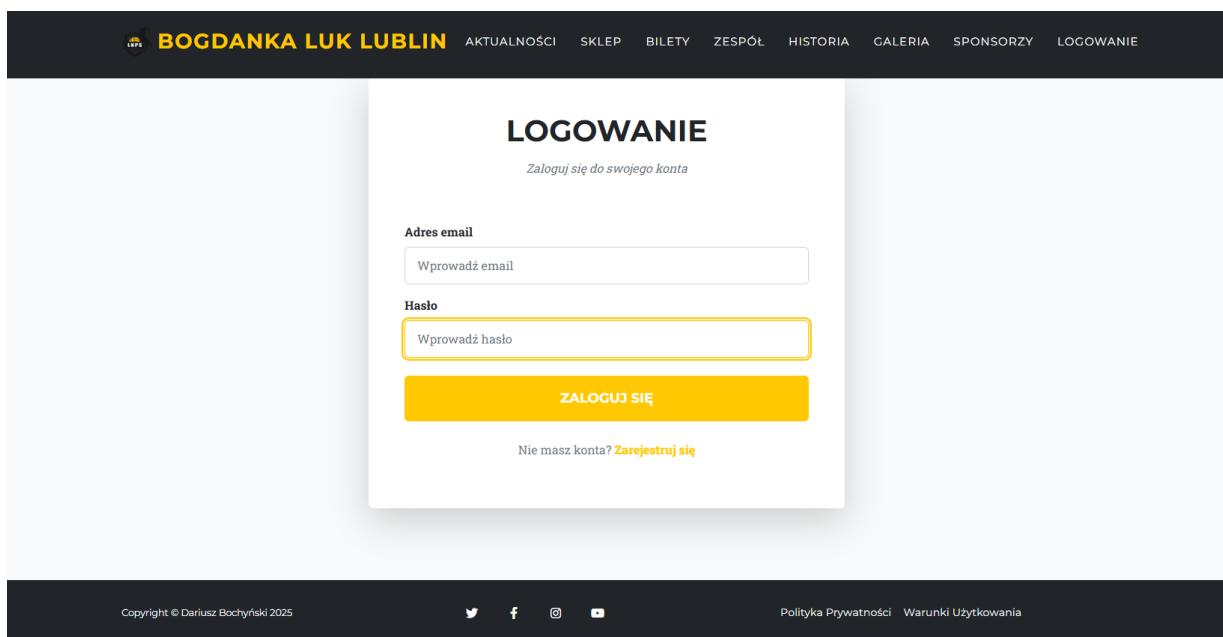 LKPS BOGDANKA LUK LUBLIN AKTUALNOŚCI SKLEP BILETY ZESPÓŁ HISTORIA GALERIA SPONSORZY LOGOWANIE
LOGOWANIE
Zaloguj się do swojego konta
Adres email
Wprowadź email
Hasło
Wprowadź hasło
ZALOGUJ SIĘ
Nie masz konta? Zarejestruj się
Copyright © Dariusz Bochyński 2025 Polityka Prywatności Warunki Użytkowania